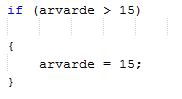 if (arvarde > 15)
{
arvarde = 15;
}